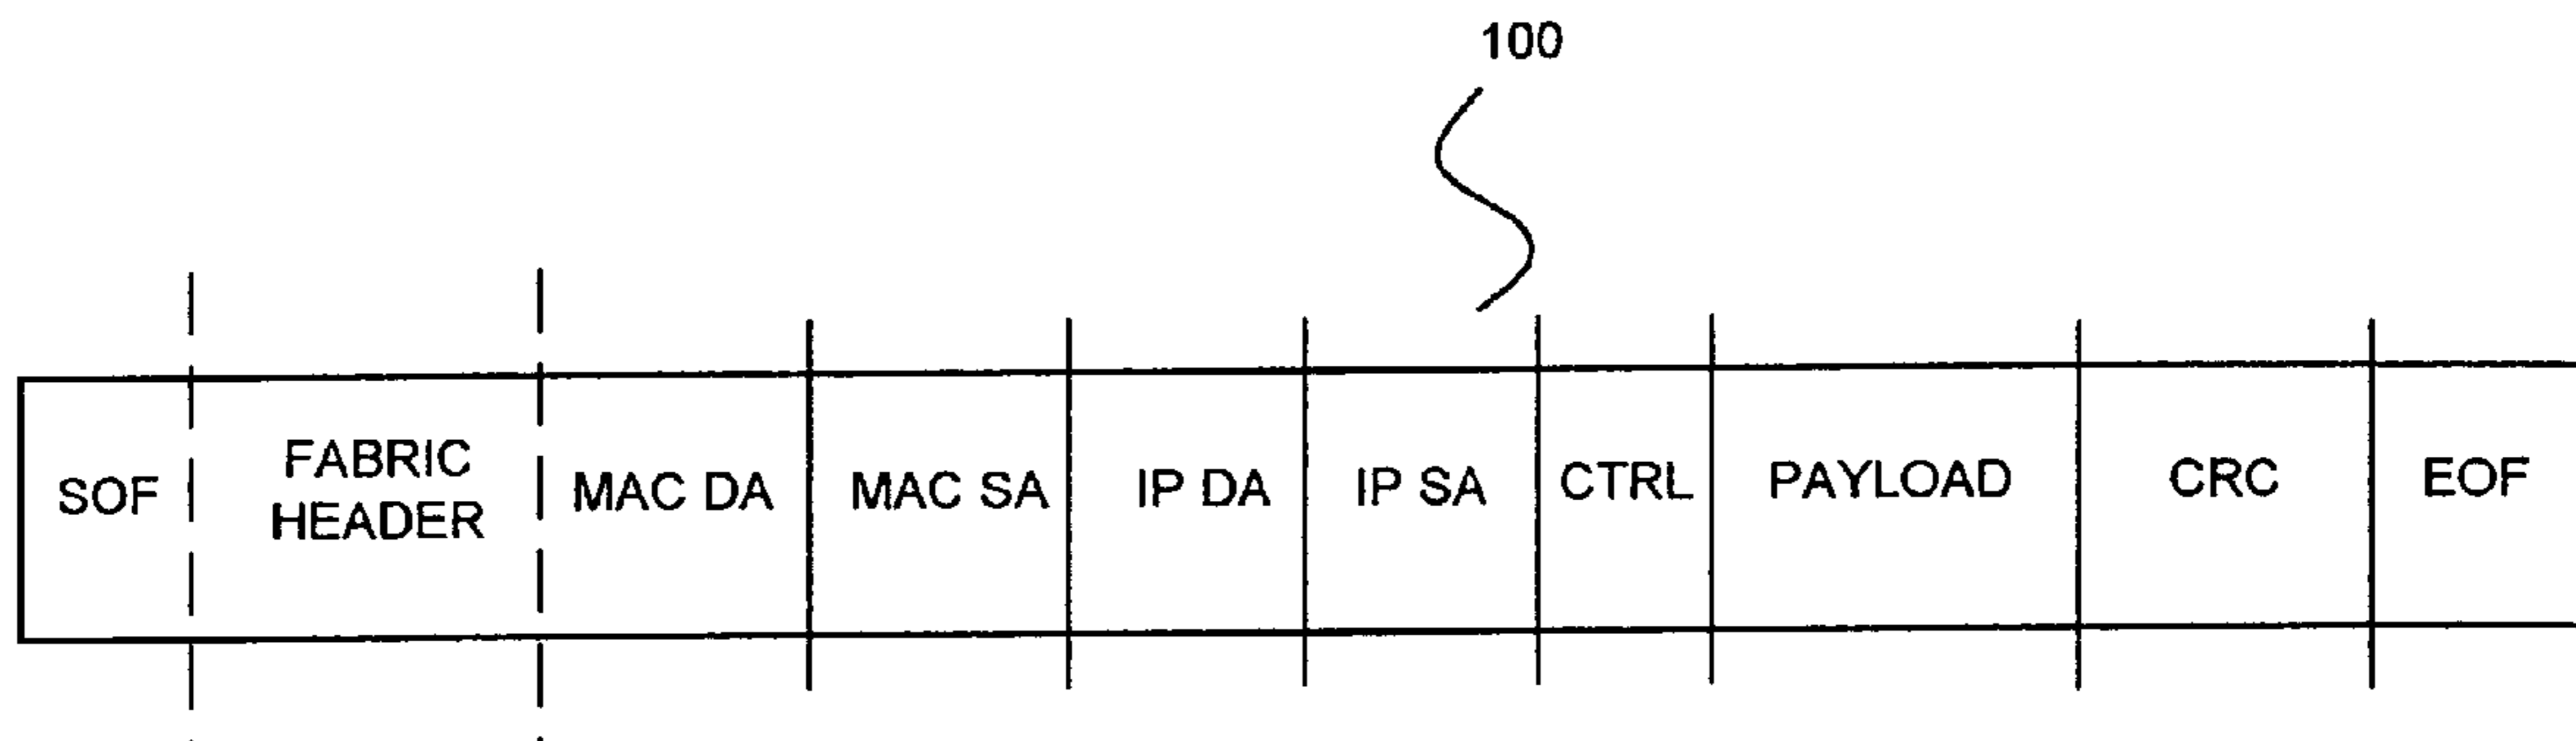 100
SOF
FABRIC
HEADER
MAC DA
MAC SA
IP DA
IP SA
CTRL
PAYLOAD
CRC
EOF